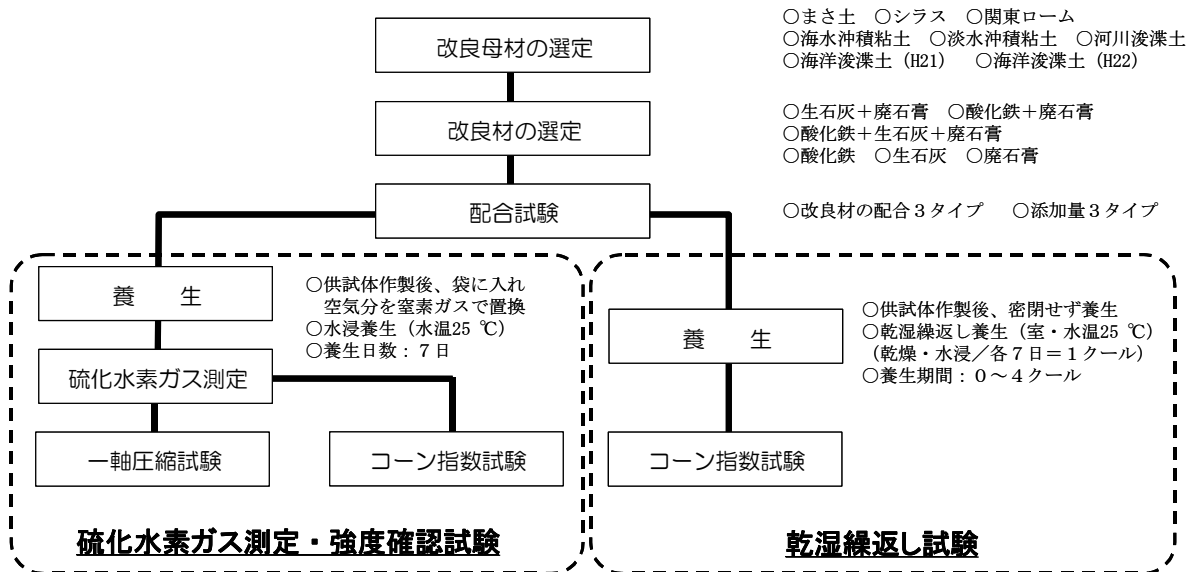 改良母材の選定
○まさ土　○シラス　○関東ローム
○海水沖積粘土　○淡水沖積粘土　○河川浚渫土
○海洋浚渫土（H21）　○海洋浚渫土（H22）
改良材の選定
○生石灰＋廃石膏　○酸化鉄＋廃石膏
○酸化鉄＋生石灰＋廃石膏
○酸化鉄　○生石灰　○廃石膏
配合試験
○改良材の配合３タイプ　○添加量３タイプ
養　生
○供試体作製後、袋に入れ
空気分を窒素ガスで置換
○水浸養生（水温25 ℃）
○養生日数：７日
硫化水素ガス測定
一軸圧縮試験
コーン指数試験
硫化水素ガス測定・強度確認試験
養　生
○供試体作製後、密閉せず養生
○乾湿繰返し養生（室・水温25 ℃）
（乾燥・水浸／各７日＝１クール）
○養生期間：０～４クール
コーン指数試験
乾湿繰返し試験